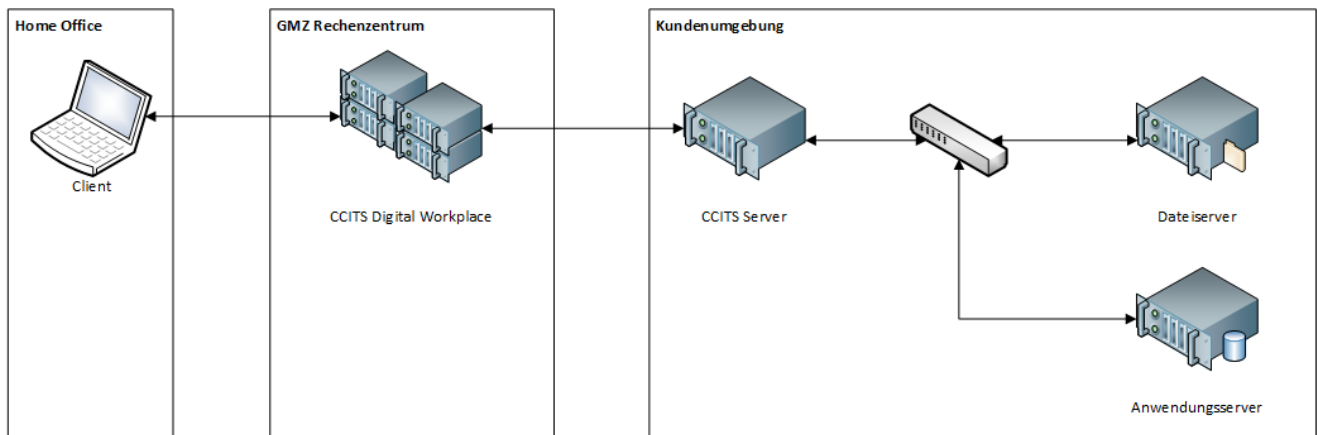 Home Office
GMZ Rechenzentrum
Kundenumgebung
Client
CCITS Digital Workplace
CCITS Server
Dateiserver
Anwendungsserver